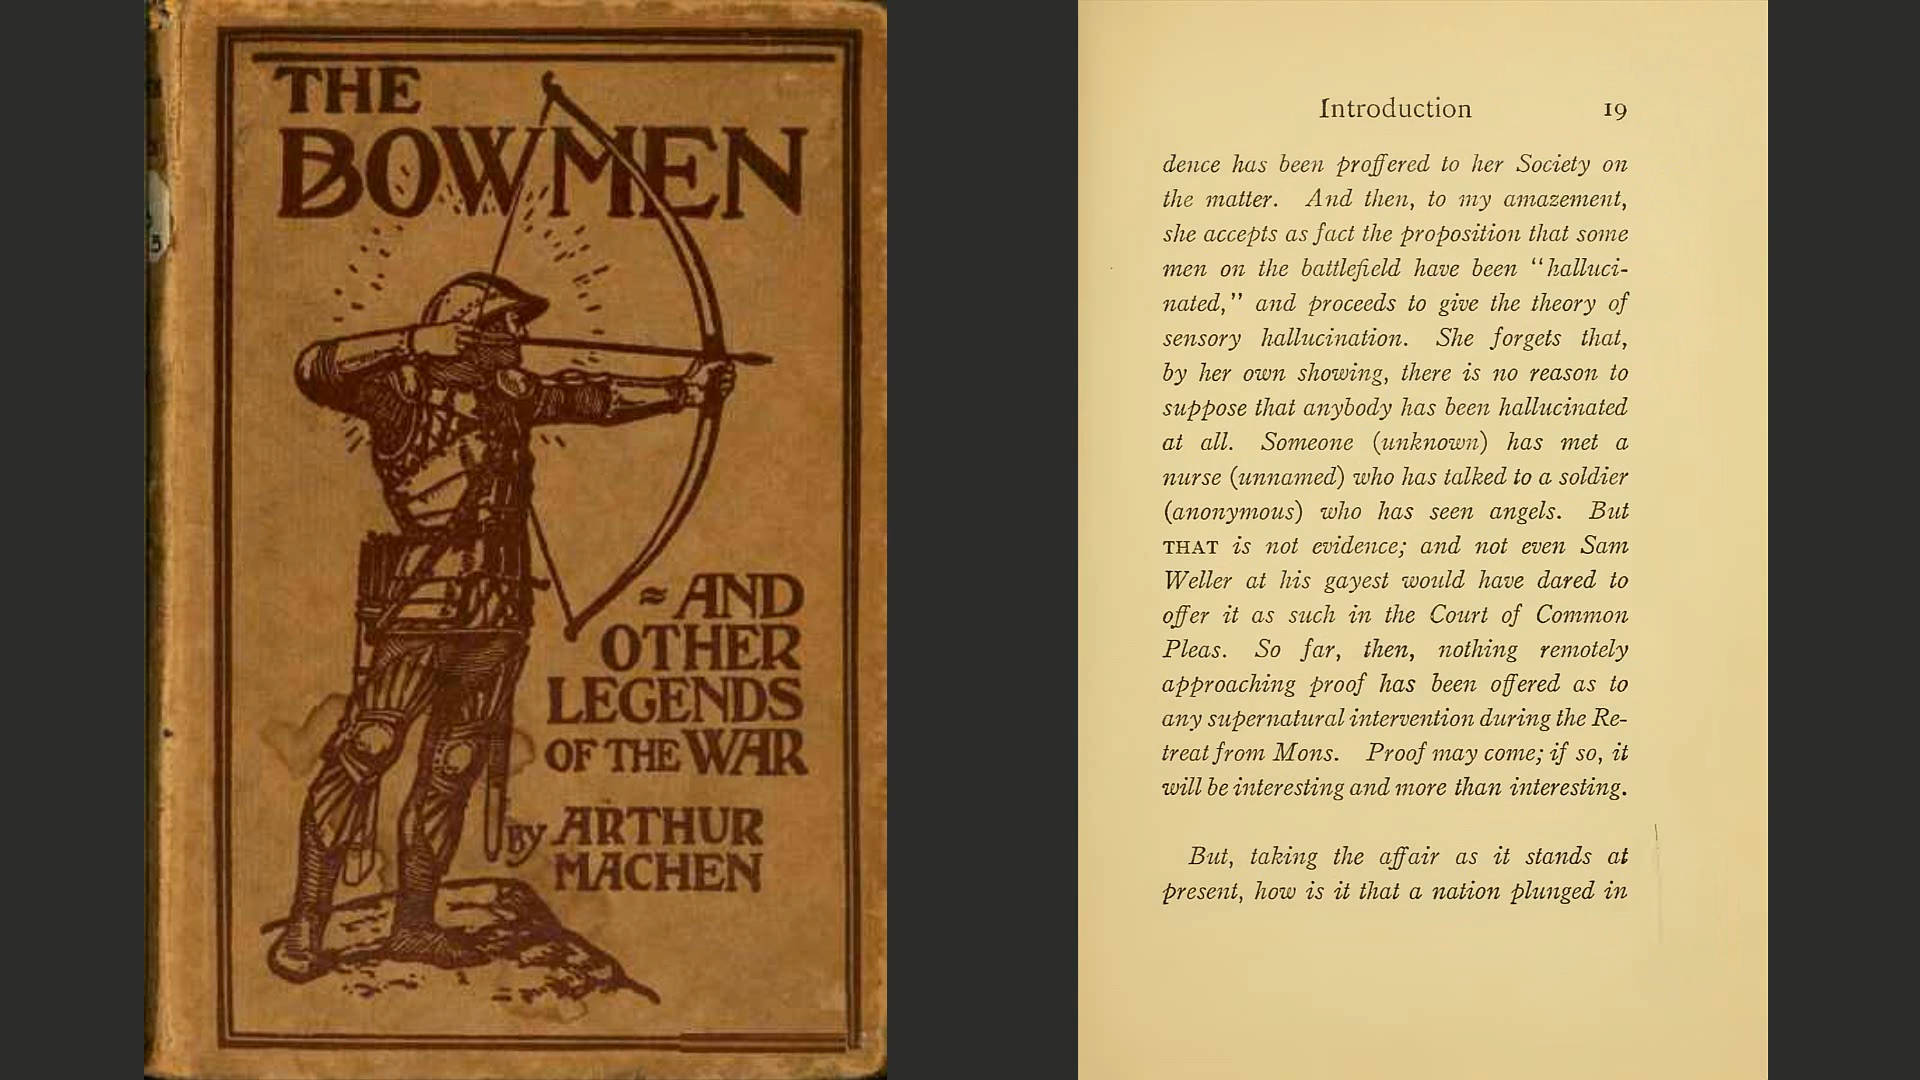 THE
BOWMEN
≈AND
OTHER
LEGENDS
OF THE WAR
BY ARTHUR
MACHEN
Introduction 19
dence has been proffered to her Society on
the matter. And then, to my amazement,
she accepts as fact the proposition that some
men on the battlefield have been "halluci-
nated," and proceeds to give the theory of
sensory hallucination. She forgets that,
by her own showing, there is no reason to
suppose that anybody has been hallucinated
at all. Someone (unknown) has met a
nurse (unnamed) who has talked to a soldier
(anonymous) who has seen angels. But
THAT is not evidence; and not even Sam
Weller at his gayest would have dared to
offer it as such in the Court of Common
Pleas. So far, then, nothing remotely
approaching proof has been offered as to
any supernatural intervention during the Re-
treat from Mons. Proof may come; if so, it
will be interesting and more than interesting.
But, taking the affair as it stands at
present, how is it that a nation plunged in